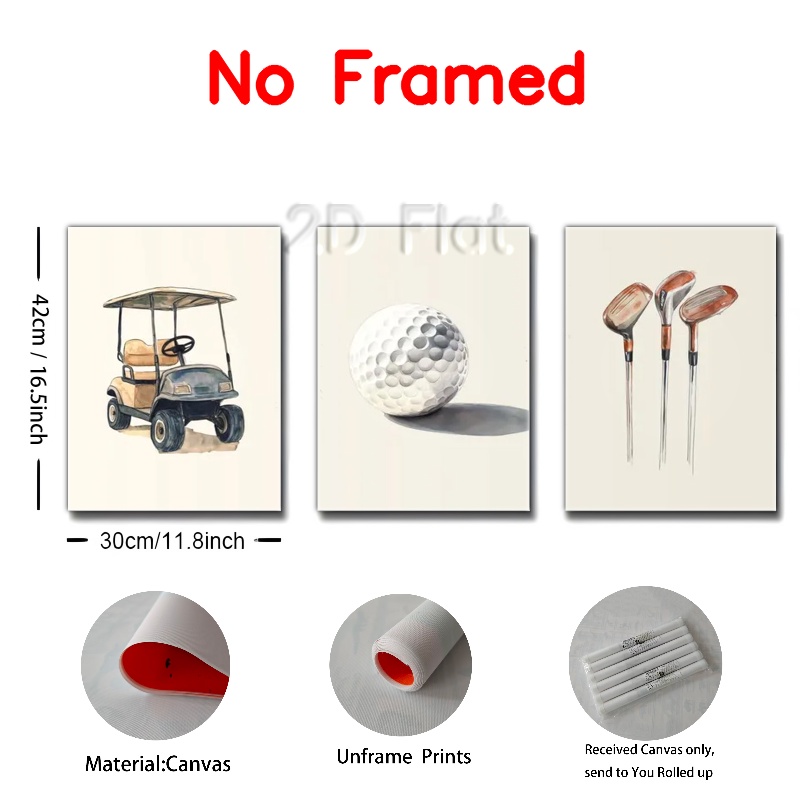 No Framed
2D Flat
42cm / 16.5inch
30cm/11.8inch
Material:Canvas
Unframe Prints
Received Canvas only,
send to You Rolled up